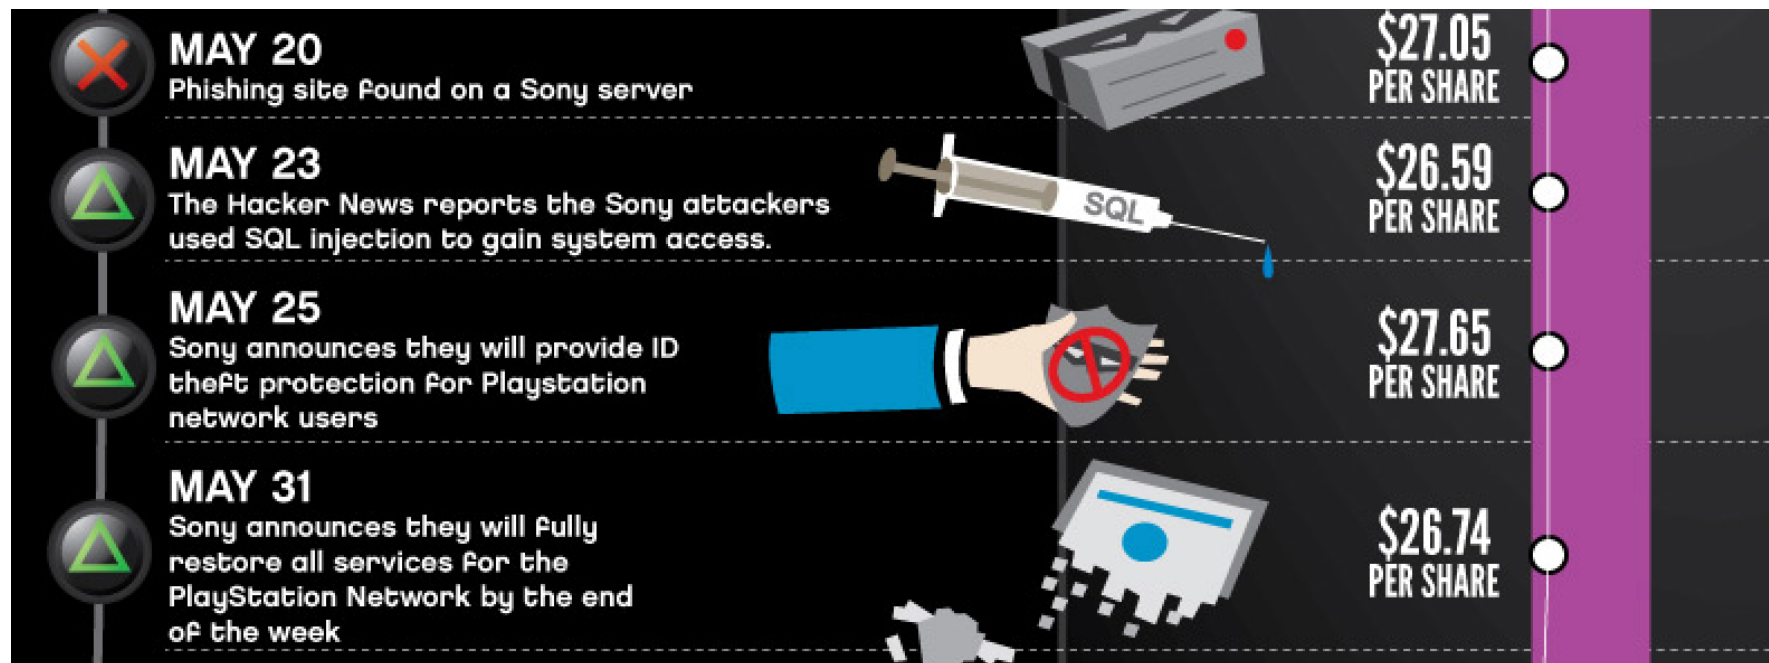 MAY 20
Phishing site found on a Sony server
$27.05
PER SHARE
MAY 23
The Hacker News reports the Sony attackers
used SQL injection to gain system access.
SQL
$26.59
PER SHARE
MAY 25
Sony announces they will provide ID
theft protection for Playstation
network users
$27.65
PER SHARE
MAY 31
Sony announces they will fully
restore all services for the
PlayStation Network by the end
of the week
$26.74
PER SHARE